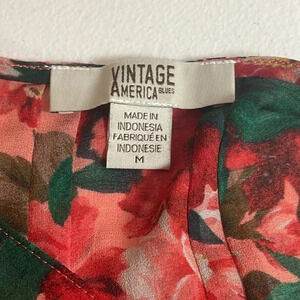 VINTAGE
AMERICA BLUES
MADE IN
INDONESIA
FABRIQUÉ EN
INDONESIE
M